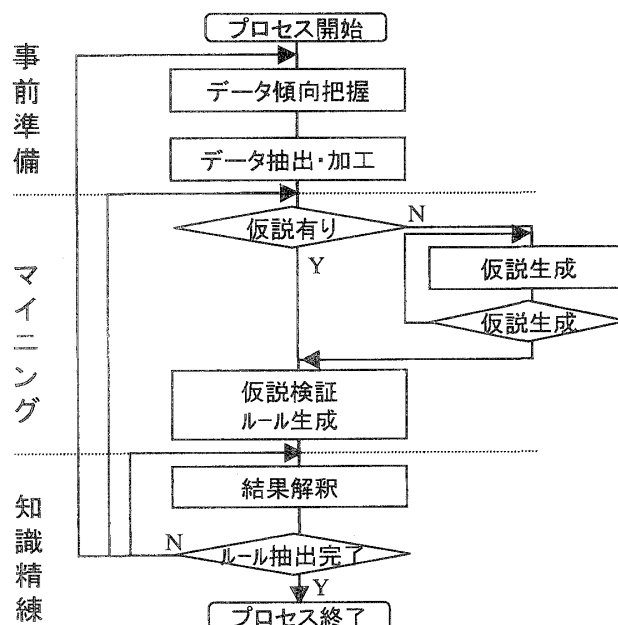 プロセス開始
事前準備
データ傾向把握
データ抽出・加工
仮説有り
N
Y
マイニング
仮説生成
仮説生成
仮説検証
ルール生成
知識精練
結果解釈
N
ルール抽出完了
Y
プロセス終了